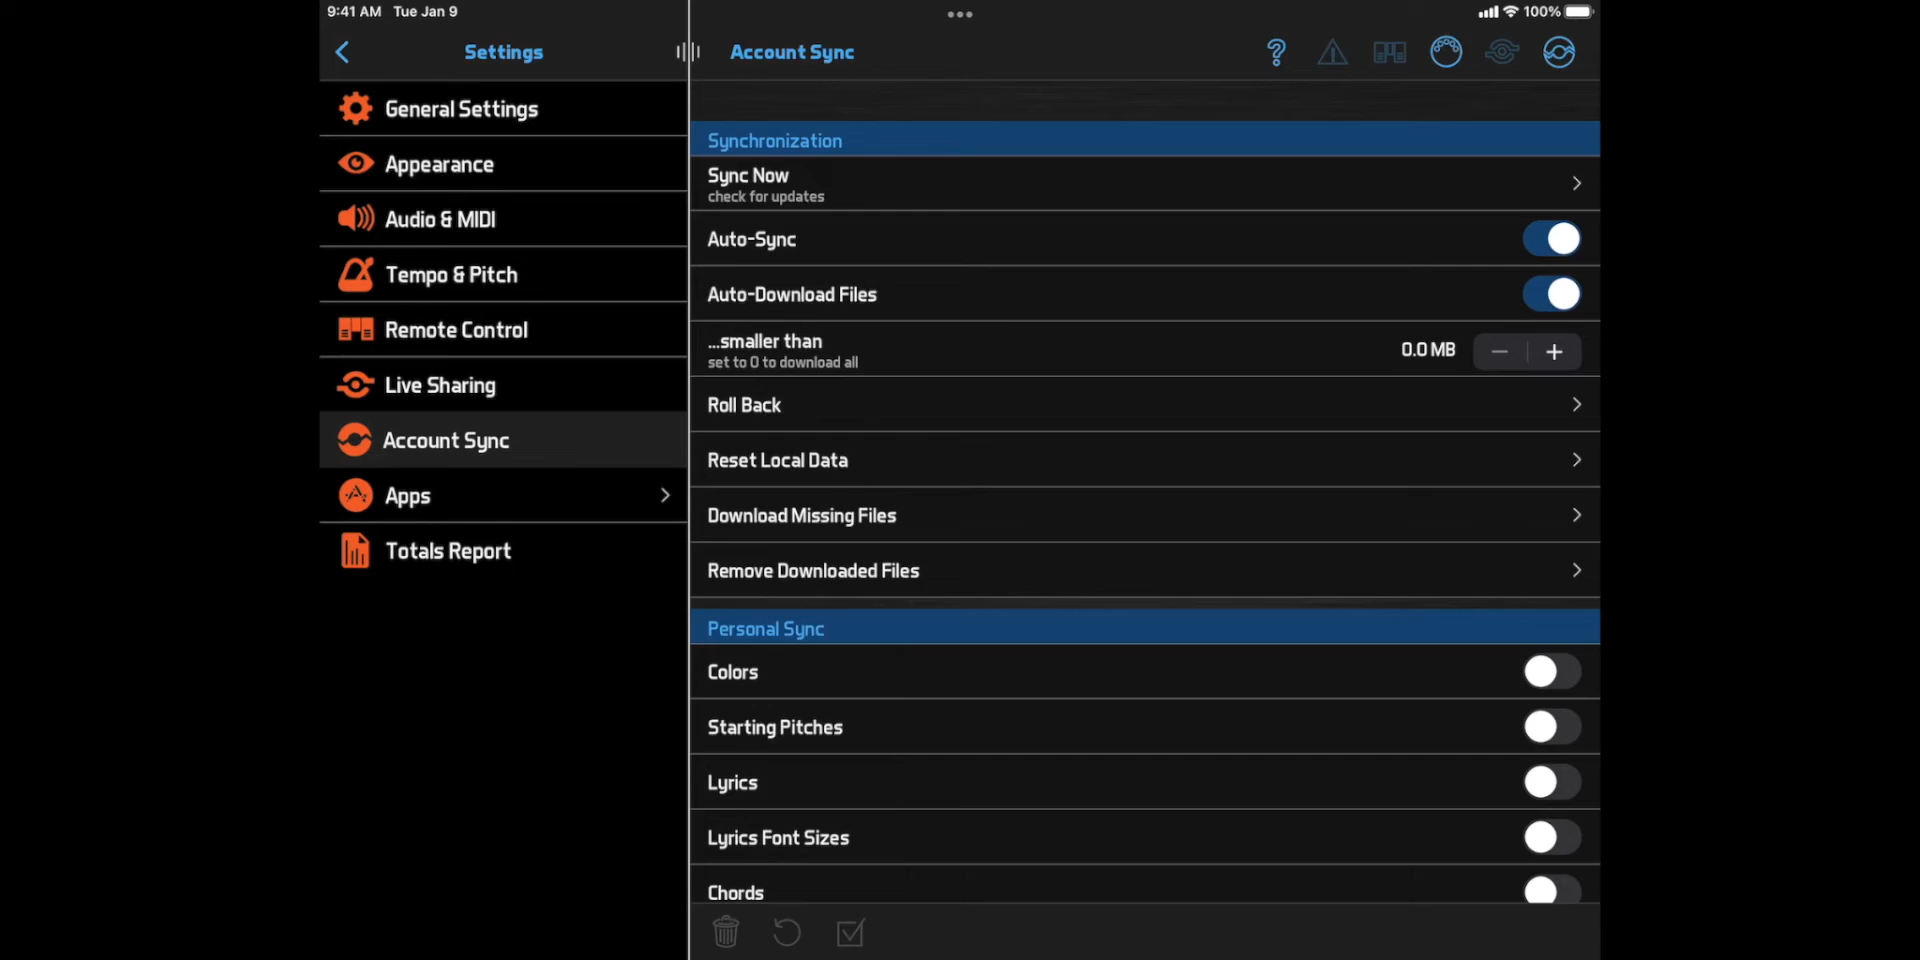 9:41 AM Tue Jan 9
100%
Settings
General Settings
Appearance
Audio & MIDI
Tempo & Pitch
Remote Control
Live Sharing
Account Sync
Apps
Totals Report
Account Sync
Synchronization
Sync Now
check for updates
Auto-Sync
Auto-Download Files
...smaller than
set to 0 to download all
0.0 MB
Roll Back
Reset Local Data
Download Missing Files
Remove Downloaded Files
Personal Sync
Colors
Starting Pitches
Lyrics
Lyrics Font Sizes
Chords